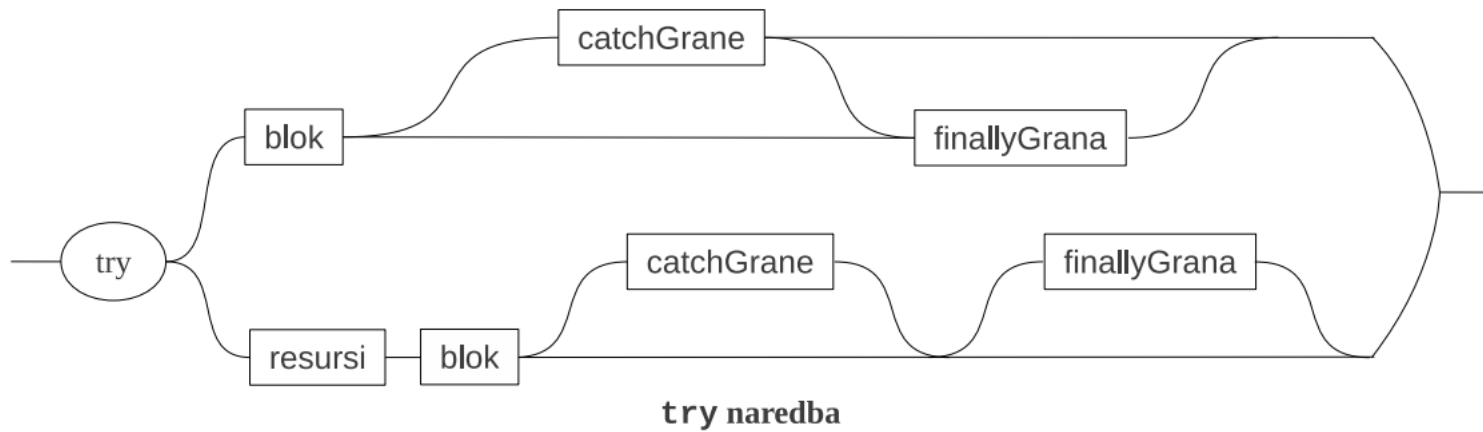 catchGrane
blok
finallyGrana
try
catchGrane
finallyGrana
resursi
blok
try naredba